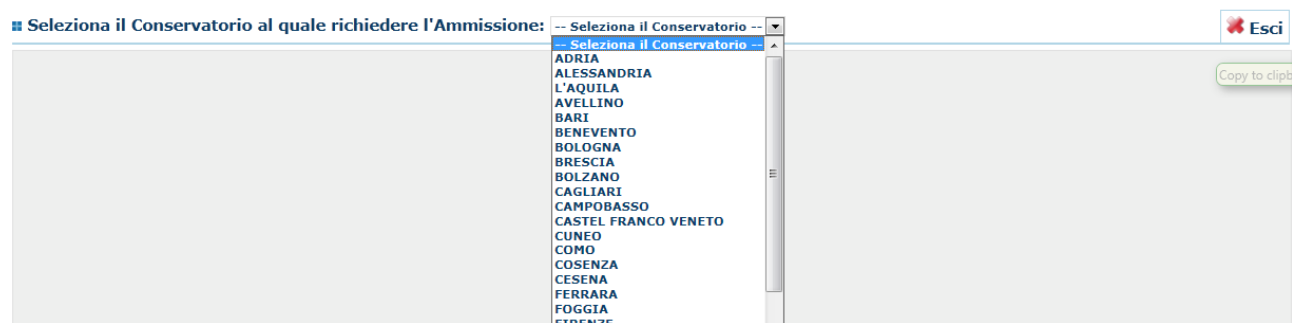 Seleziona il Conservatorio al quale richiedere l'Ammissione: -- Seleziona il Conservatorio -- Esci
-- Seleziona il Conservatorio --
ADRIA
ALESSANDRIA
Copy to clipb
L'AQUILA
AVELLINO
BARI
BENEVENTO
BOLOGNA
BRESCIA
BOLZANO
CAGLIARI
CAMPOBASSO
CASTEL FRANCO VENETO
CUNEO
COMO
COSENZA
CESENA
FERRARA
FOGGIA
FIRENZE